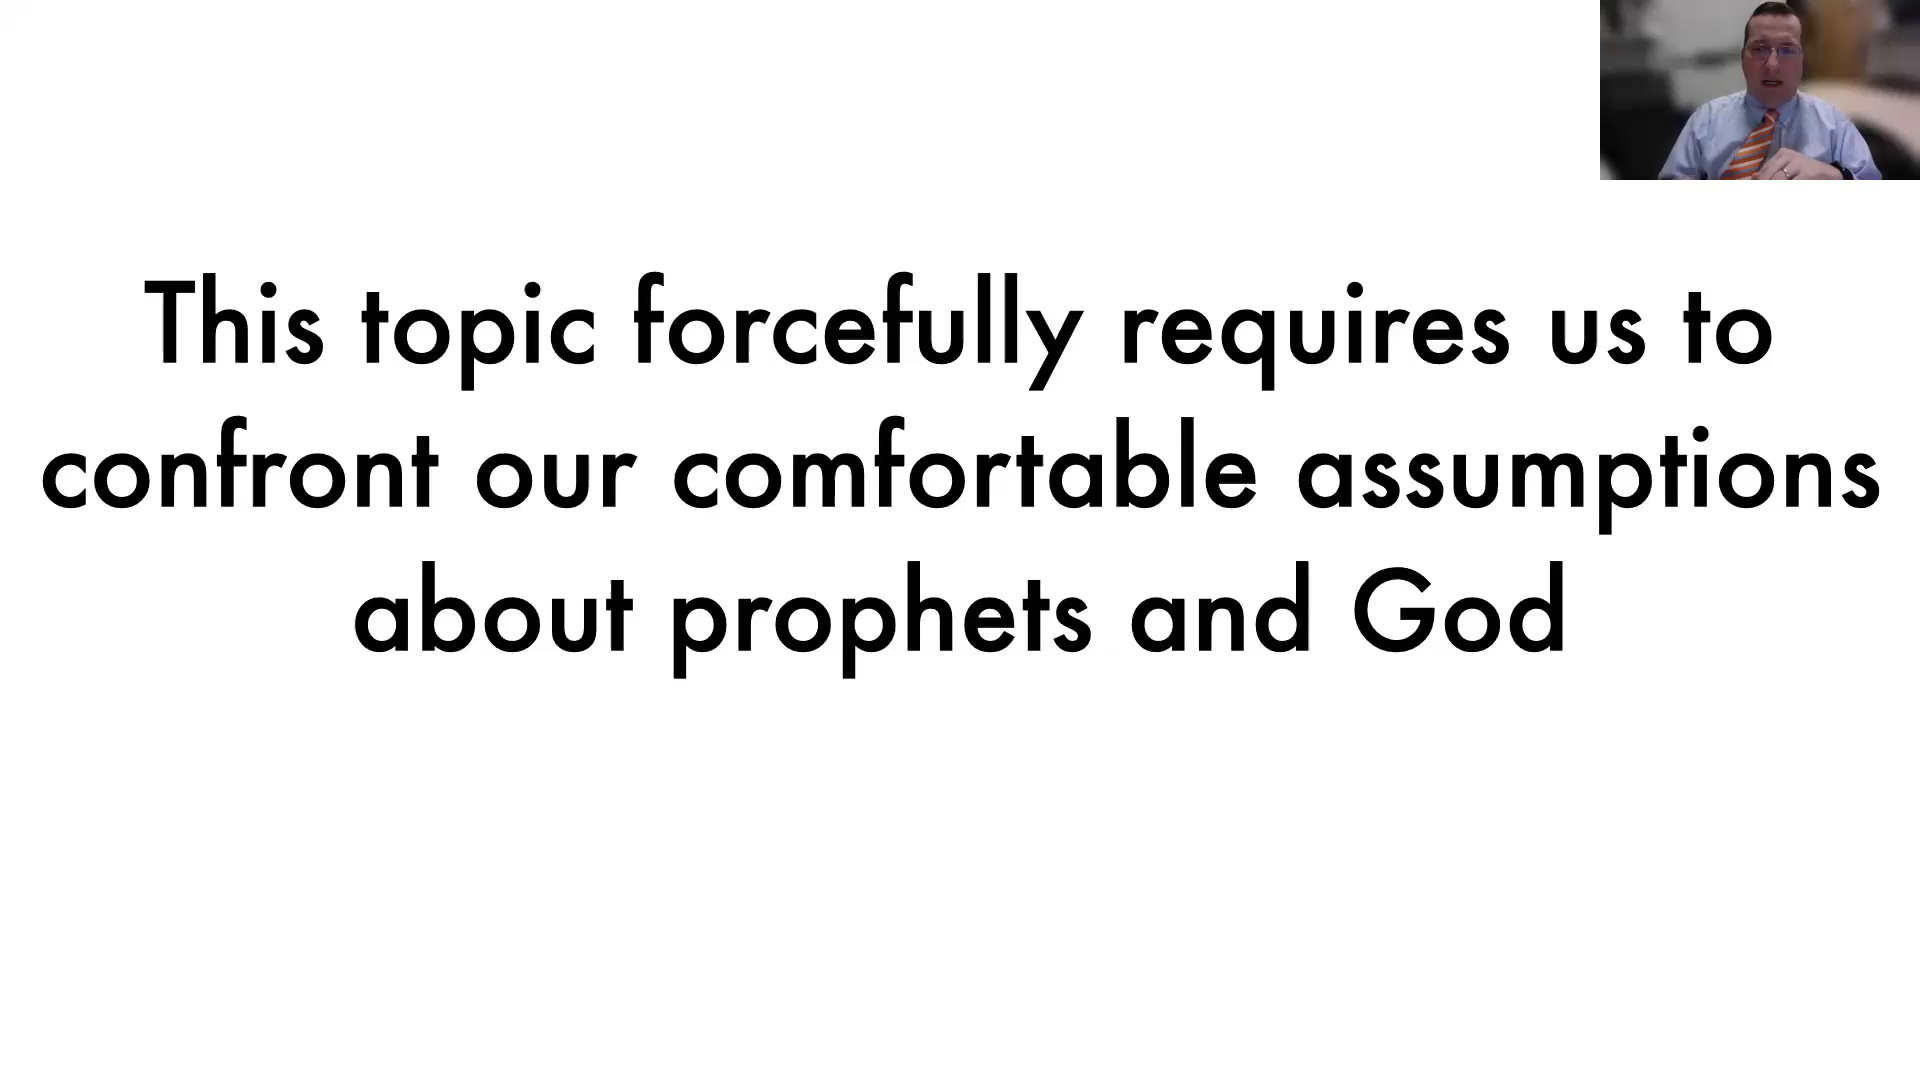 This topic forcefully requires us to
confront our comfortable assumptions
about prophets and God